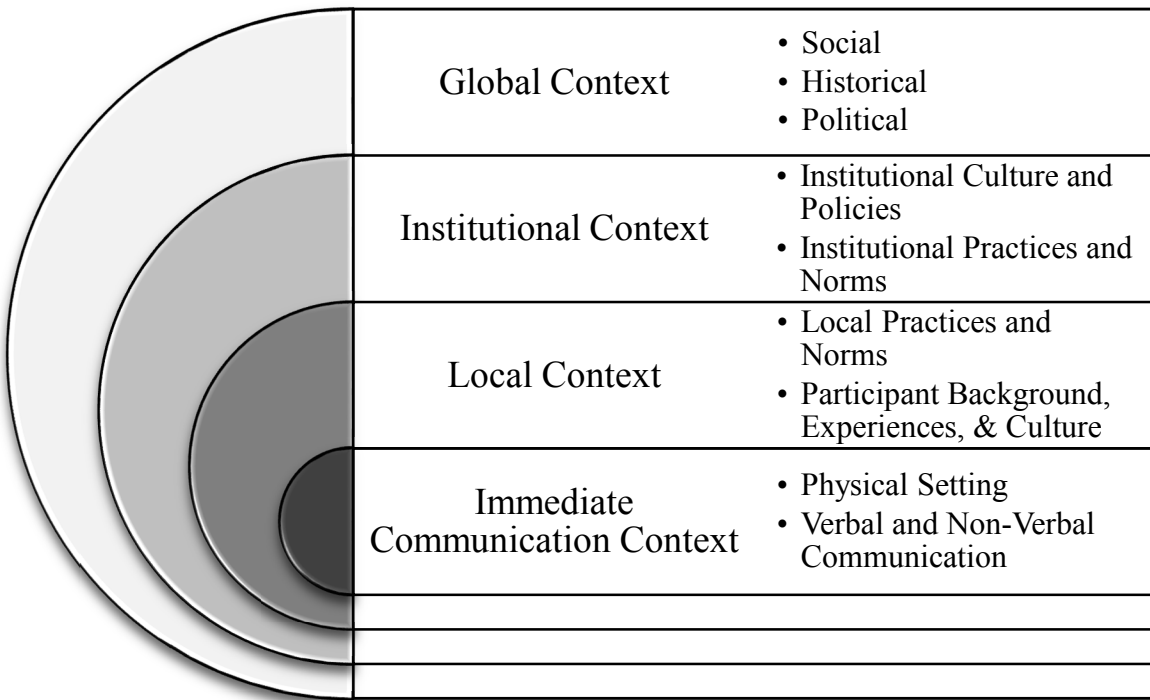 Global Context
• Social
• Historical
• Political
Institutional Context
• Institutional Culture and
Policies
• Institutional Practices and
Norms
Local Context
• Local Practices and
Norms
• Participant Background,
Experiences, & Culture
Immediate
Communication Context
• Physical Setting
• Verbal and Non-Verbal
Communication